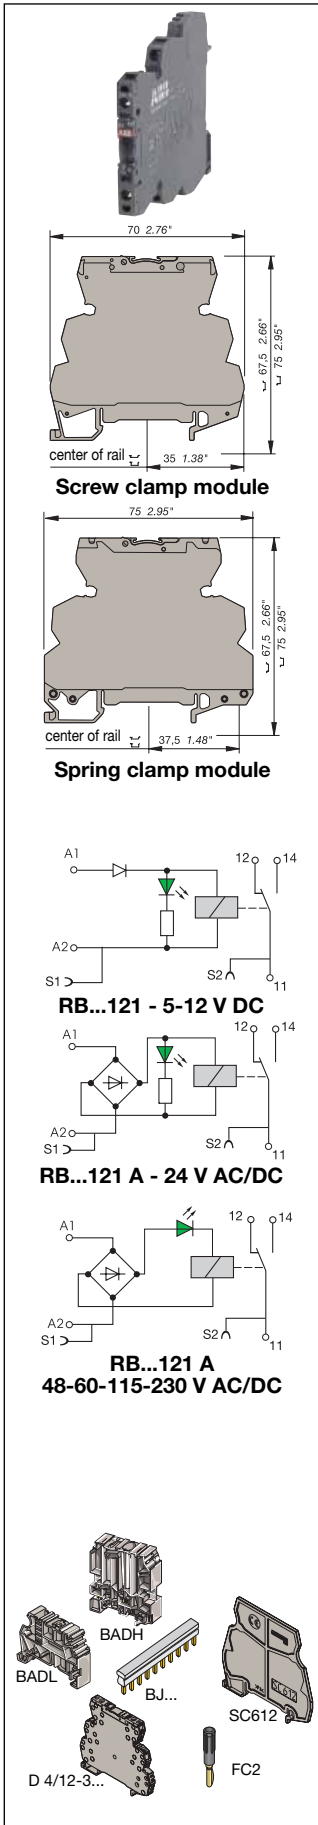 ABB
70 2.76"
67,5 2.66"
75 2.95"
center of rail
35 1.38"
Screw clamp module
75 2.95"
67,5 2.66"
75 2.95"
center of rail
37,5 1.48"
Spring clamp module
A1
12 14
A2
S1
S2
11
RB...121 - 5-12 V DC
A1
12 14
A2
S1
S2
11
RB...121 A - 24 V AC/DC
A1
12 14
A2
S1
S2
11
RB...121 A
48-60-115-230 V AC/DC
BADH
BADL
BJ...
SC612
SC612
D 4/12-3...
FC2